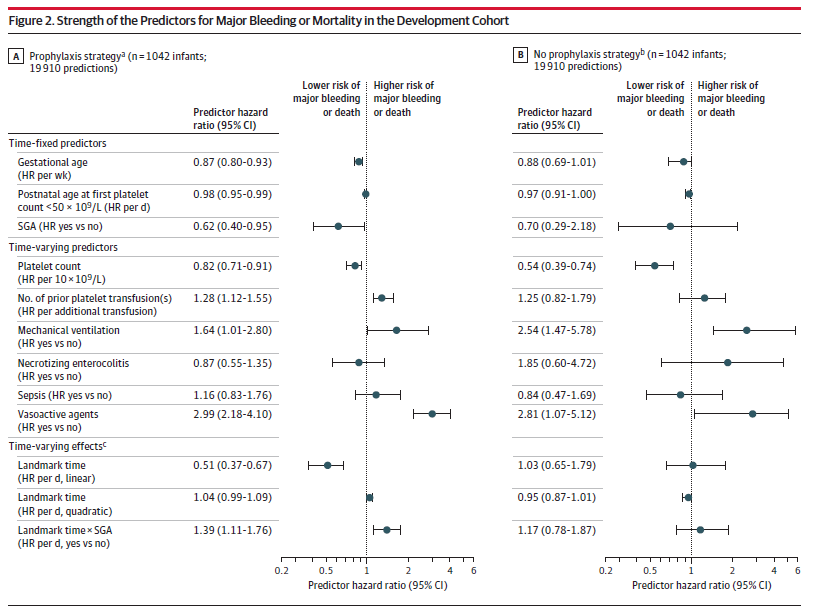 Figure 2. Strength of the Predictors for Major Bleeding or Mortality in the Development Cohort
A Prophylaxis strategyᵃ (n=1042 infants;
19 910 predictions)
Predictor hazard
ratio (95% CI)
Lower risk of
major bleeding
or death
Higher risk of
major bleeding
or death
B No prophylaxis strategyᵇ (n=1042 infants;
19 910 predictions)
Predictor hazard
ratio (95% CI)
Lower risk of
major bleeding
or death
Higher risk of
major bleeding
or death
Time-fixed predictors
Gestational age 0.87 (0.80-0.93) 0.88 (0.69-1.01)
(HR per wk)
Postnatal age at first platelet 0.98 (0.95-0.99) 0.97 (0.91-1.00)
count <50 × 10⁹/L (HR per d)
SGA (HR yes vs no) 0.62 (0.40-0.95) 0.70 (0.29-2.18)
Time-varying predictors
Platelet count 0.82 (0.71-0.91) 0.54 (0.39-0.74)
(HR per 10×10⁹/L)
No. of prior platelet transfusion(s) 1.28 (1.12-1.55) 1.25 (0.82-1.79)
(HR per additional transfusion)
Mechanical ventilation 1.64 (1.01-2.80) 2.54 (1.47-5.78)
(HR yes vs no)
Necrotizing enterocolitis 0.87 (0.55-1.35) 1.85 (0.60-4.72)
(HR yes vs no)
Sepsis (HR yes vs no) 1.16 (0.83-1.76) 0.84 (0.47-1.69)
Vasoactive agents 2.99 (2.18-4.10) 2.81 (1.07-5.12)
(HR yes vs no)
Time-varying effectsᶜ
Landmark time 0.51 (0.37-0.67) 1.03 (0.65-1.79)
(HR per d, linear)
Landmark time 1.04 (0.99-1.09) 0.95 (0.87-1.01)
(HR per d, quadratic)
Landmark time×SGA 1.39 (1.11-1.76) 1.17 (0.78-1.87)
(HR per d, yes vs no)
0.2 0.5 1 2 4 6
Predictor hazard ratio (95% CI)
0.2 0.5 1 2 4 6
Predictor hazard ratio (95% CI)